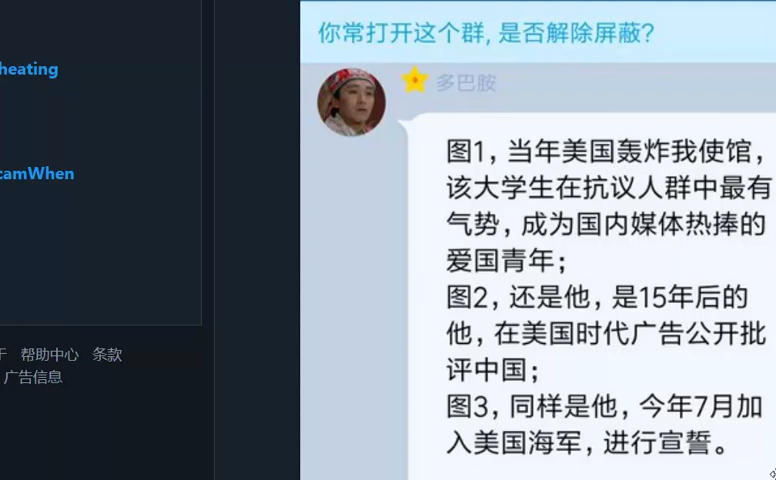 heating
camWhen
帮助中心 条款
广告信息
你常打开这个群, 是否解除屏蔽?
多巴胺
图1，当年美国轰炸我使馆，
该大学生在抗议人群中最有
气势，成为国内媒体热捧的
爱国青年；
图2，还是他，是15年后的
他，在美国时代广告公开批
评中国；
图3，同样是他，今年7月加
入美国海军，进行宣誓。